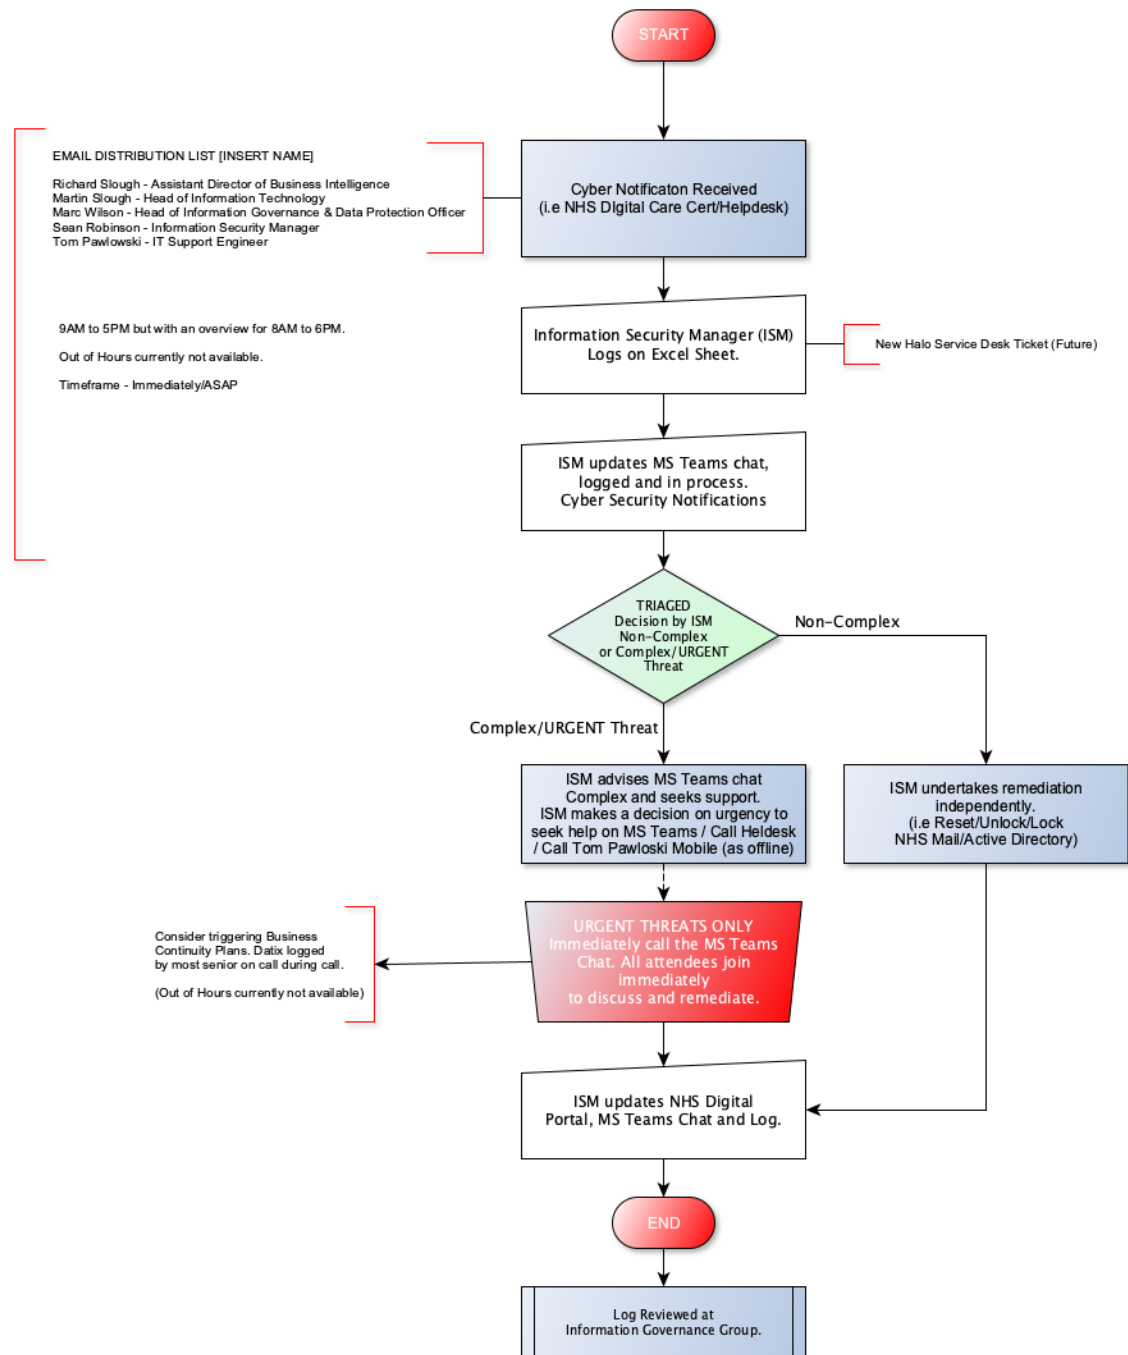 START
EMAIL DISTRIBUTION LIST [INSERT NAME]
Richard Slough - Assistant Director of Business Intelligence
Martin Slough - Head of Information Technology
Marc Wilson - Head of Information Governance & Data Protection Officer
Sean Robinson - Information Security Manager
Tom Pawlowski - IT Support Engineer
Cyber Notificaton Received
(i.e NHS DIgital Care Cert/Helpdesk)
9AM to 5PM but with an overview for 8AM to 6PM.
Out of Hours currently not available.
Timeframe - Immediately/ASAP
Information Security Manager (ISM)
Logs on Excel Sheet.
New Halo Service Desk Ticket (Future)
ISM updates MS Teams chat,
logged and in process.
Cyber Security Notifications
TRIAGED
Decision by ISM
Non-Complex
or Complex/URGENT
Threat
Non-Complex
Complex/URGENT Threat
ISM advises MS Teams chat
Complex and seeks support.
ISM makes a decision on urgency to
seek help on MS Teams / Call Heldesk
/ Call Tom Pawloski Mobile (as offline)
ISM undertakes remediation
independently.
(i.e Reset/Unlock/Lock
NHS Mail/Active Directory)
URGENT THREATS ONLY
Immediately call the MS Teams
Chat. All attendees join
immediately
to discuss and remediate.
Consider triggering Business
Continuity Plans. Datix logged
by most senior on call during call.
(Out of Hours currently not available)
ISM updates NHS Digital
Portal, MS Teams Chat and Log.
END
Log Reviewed at
Information Governance Group.